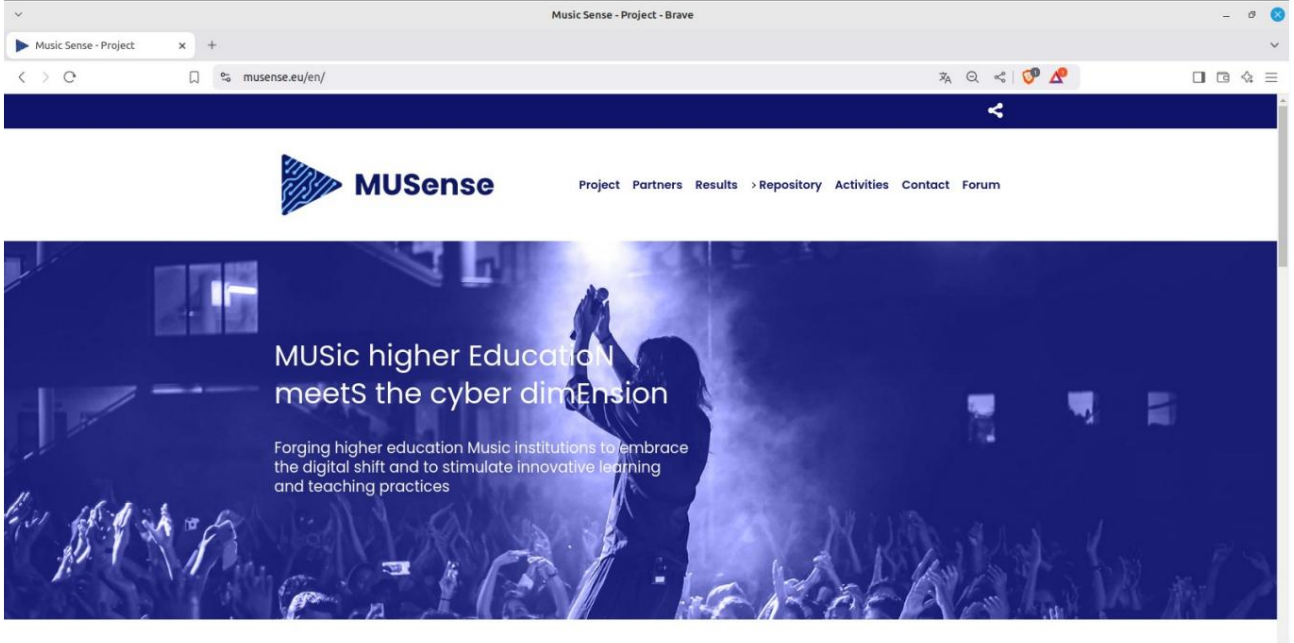 Music Sense - Project - Brave
Music Sense - Project
musense.eu/en/
MUSense
Project Partners Results > Repository Activities Contact Forum
MUSic higher EducatioN
meetS the cyber dimEnsion
Forging higher education Music institutions to embrace
the digital shift and to stimulate innovative learning
and teaching practices